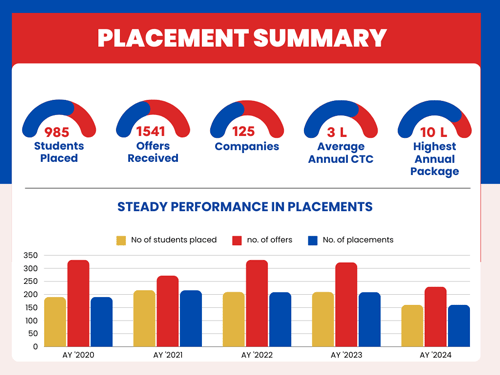 PLACEMENT SUMMARY
985
Students
Placed
1541
Offers
Received
125
Companies
3 L
Average
Annual CTC
10 L
Highest
Annual
Package
STEADY PERFORMANCE IN PLACEMENTS
No of students placed
no. of offers
No. of placements
350
300
250
200
150
100
50
0
AY '2020
AY '2021
AY '2022
AY '2023
AY '2024